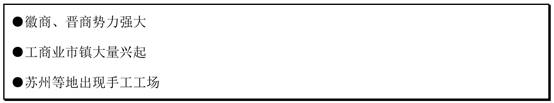 ●徽商、晋商势力强大
●工商业市镇大量兴起
●苏州等地出现手工工场